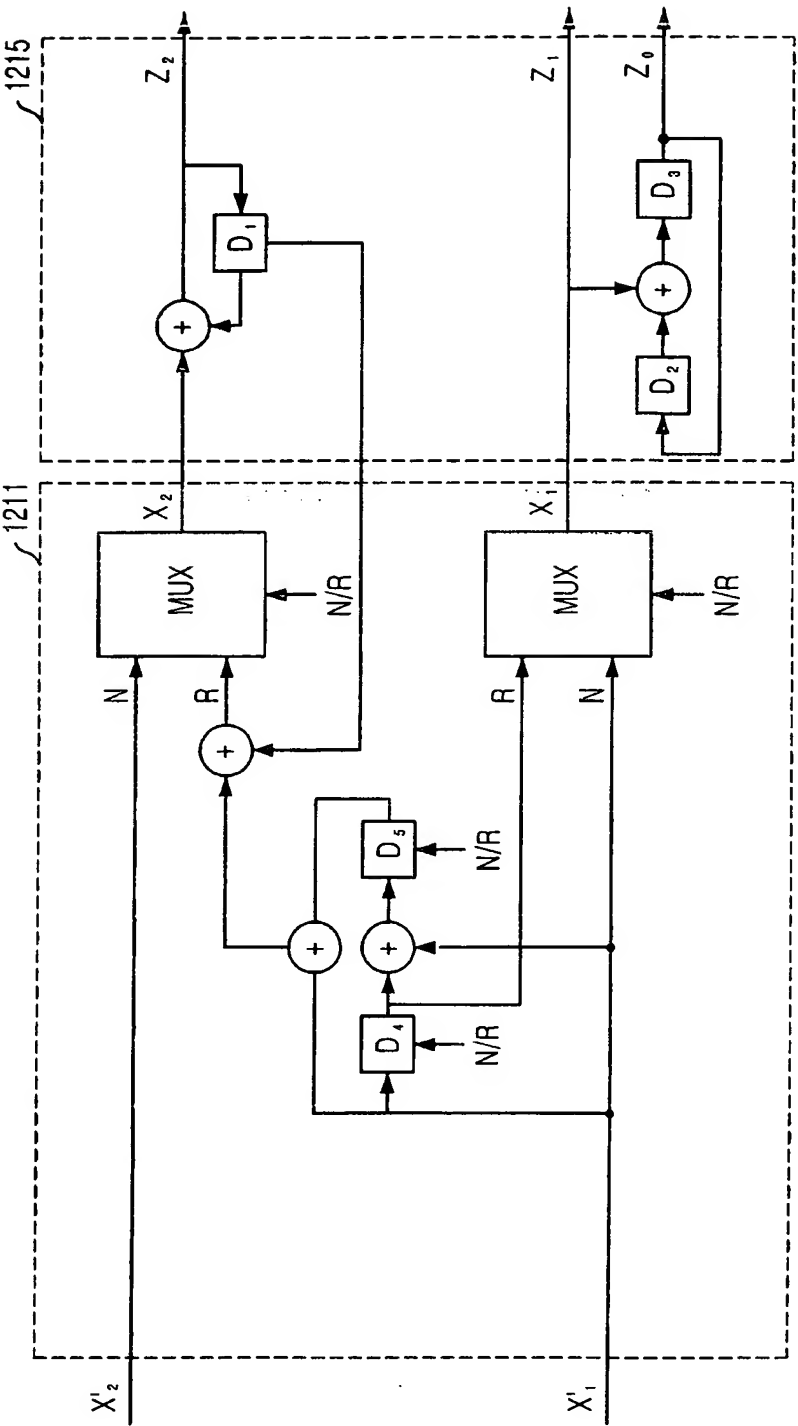 1211
1215
X'₂
N
R
MUX
N/R
X₂
+
+
D₁
Z₂
+
D₄
N/R
+
D₅
N/R
X'₁
R
N
MUX
N/R
X₁
Z₁
D₂
+
D₃
Z₀